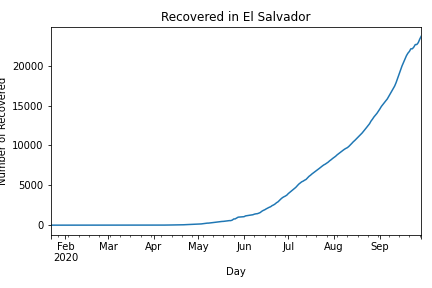 Recovered in El Salvador
Number of Recovered
20000
15000
10000
5000
0
Feb Mar Apr May Jun Jul Aug Sep
2020
Day